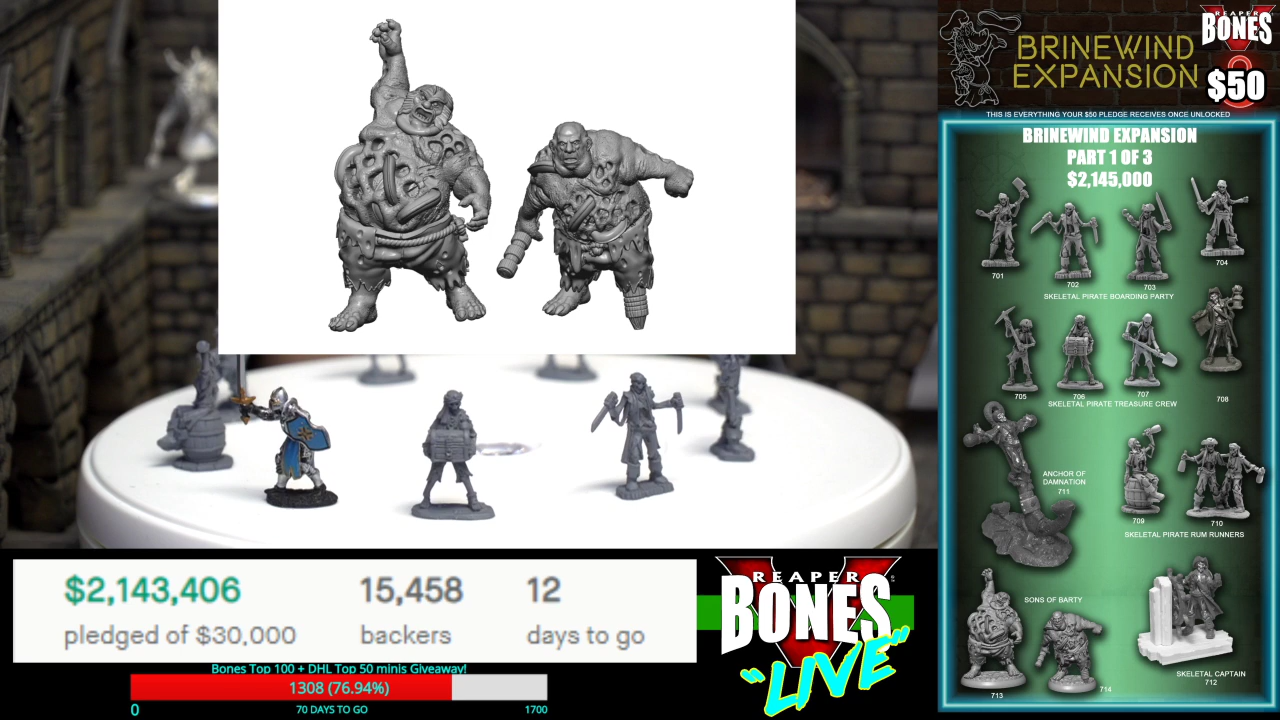 $2,143,406
pledged of $30,000
15,458
backers
12
days to go
Bones Top 100 + DHL Top 50 minis Giveaway!
1308 (76.94%)
0
70 DAYS TO GO
1700
REAPER
BONES
V
"LIVE"
BRINEWIND
EXPANSION
REAPER
BONES
V
$50
THIS IS EVERYTHING YOUR $50 PLEDGE RECEIVES ONCE UNLOCKED
BRINEWIND EXPANSION
PART 1 OF 3
$2,145,000
701
702
703
704
SKELETAL PIRATE BOARDING PARTY
705
706
707
708
SKELETAL PIRATE TREASURE CREW
ANCHOR OF
DAMNATION
711
709
710
SKELETAL PIRATE RUM RUNNERS
SONS OF BARTY
713
714
SKELETAL CAPTAIN
712